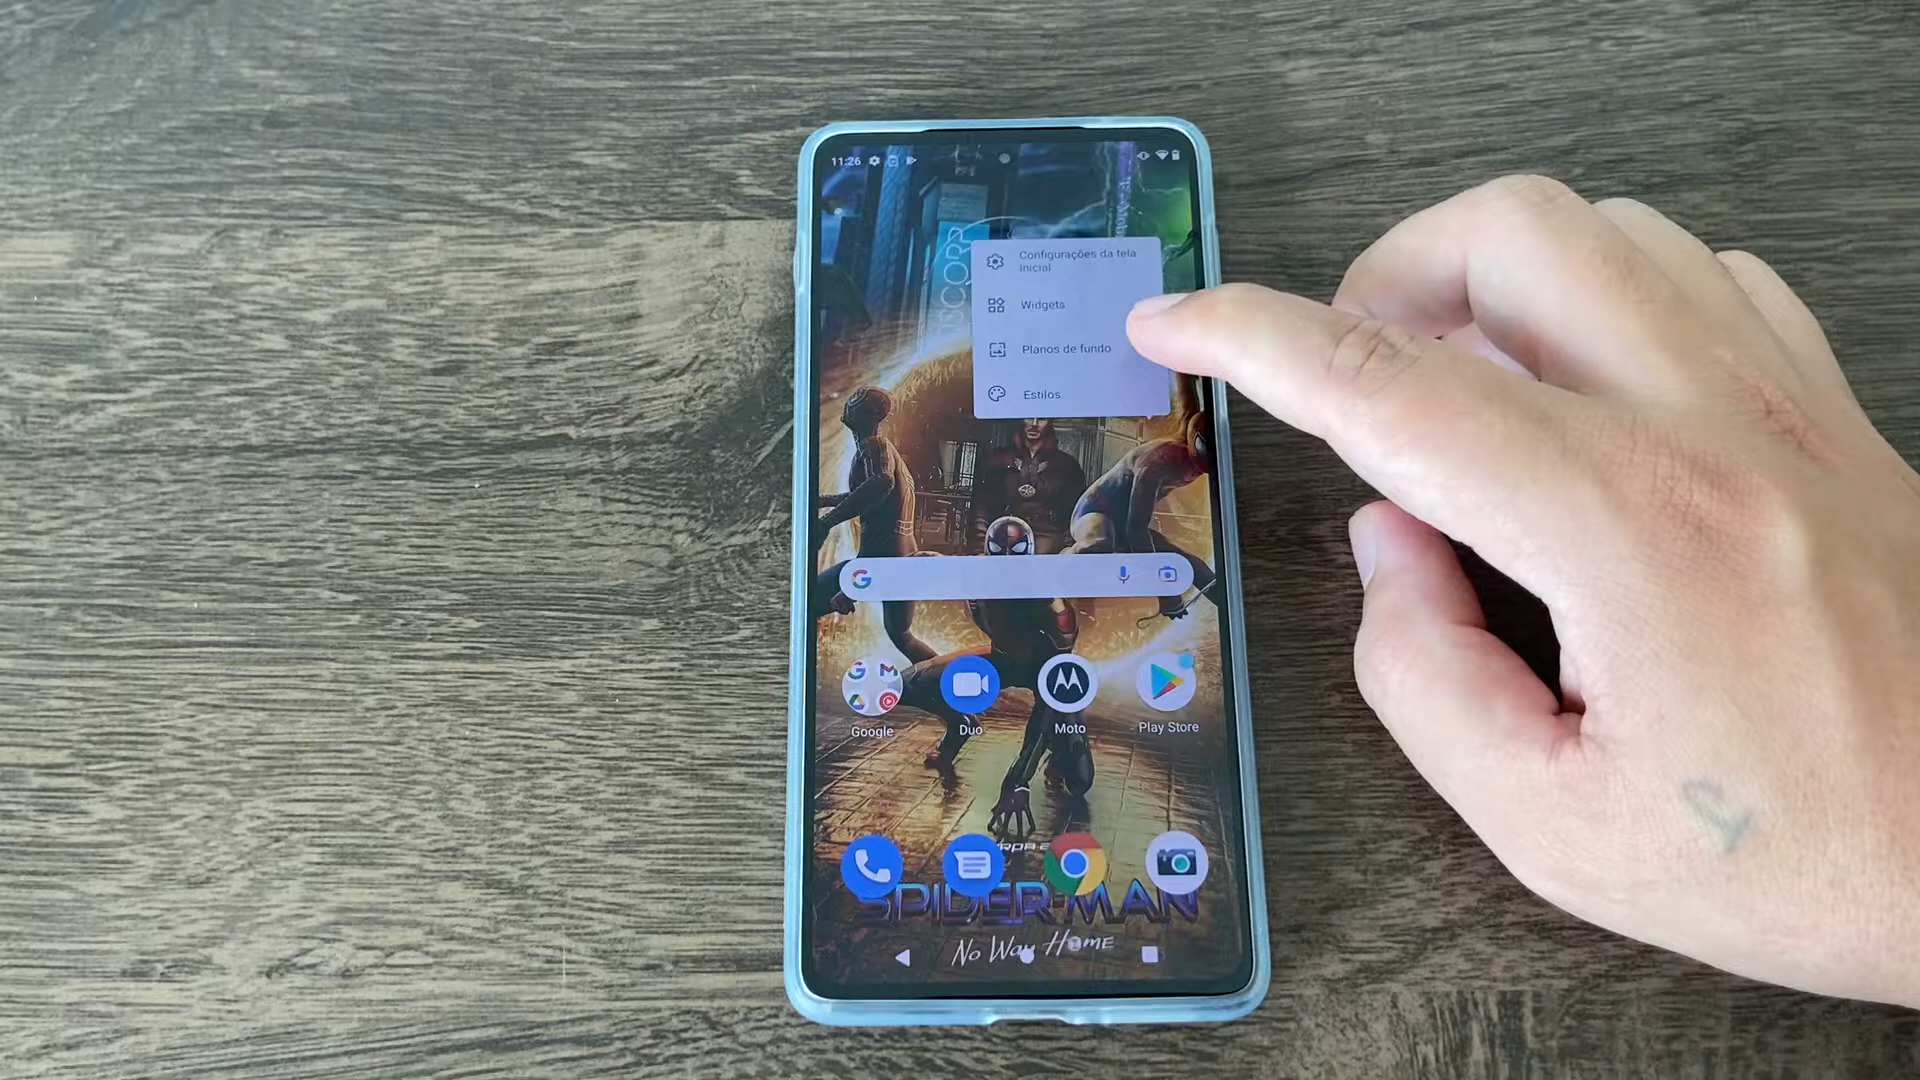 11:26
OSCORP
Configurações da tela
inicial
Widgets
Planos de fundo
Estilos
Google
Duo
Moto
Play Store
SPIDER-MAN
No Way Home